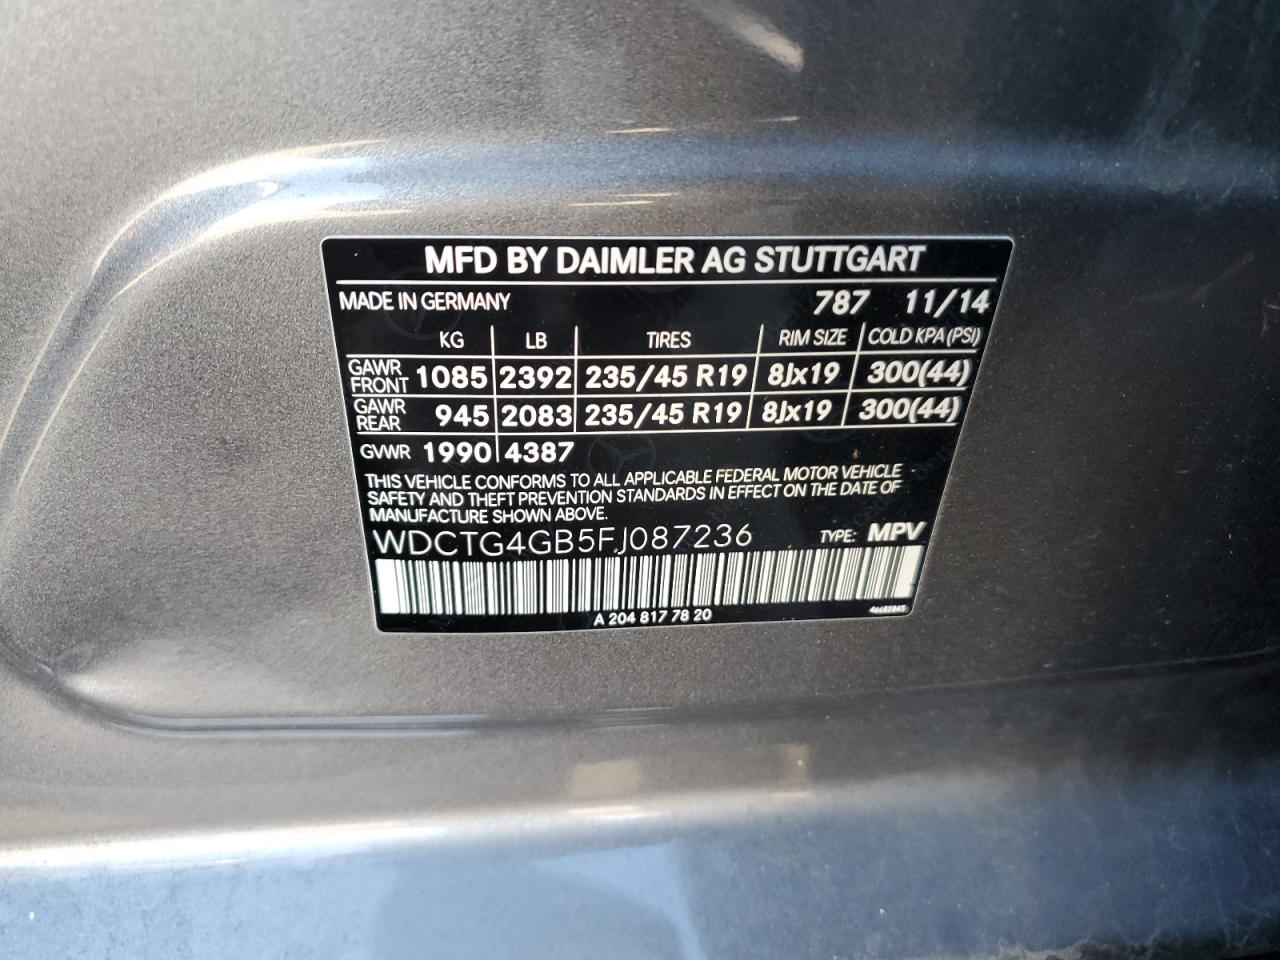 MFD BY DAIMLER AG STUTTGART
MADE IN GERMANY 787 11/14
KG LB TIRES RIM SIZE COLD KPA (PSI)
GAWR FRONT 1085 2392 235/45 R19 8Jx19 300(44)
GAWR REAR 945 2083 235/45 R19 8Jx19 300(44)
GVWR 1990 4387
THIS VEHICLE CONFORMS TO ALL APPLICABLE FEDERAL MOTOR VEHICLE
SAFETY AND THEFT PREVENTION STANDARDS IN EFFECT ON THE DATE OF
MANUFACTURE SHOWN ABOVE.
WDCTG4GB5FJ087236 TYPE: MPV
A 204 817 78 20